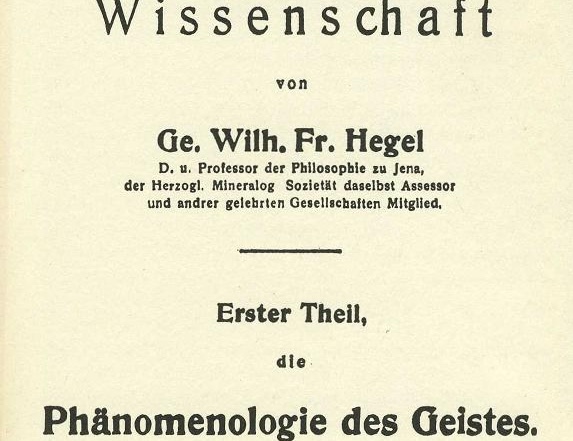 Wissenschaft
von
Ge. Wilh. Fr. Hegel
D. u. Professor der Philosophie zu Jena,
der Herzogl. Mineralog Sozietät daselbst Assessor
und andrer gelehrten Gesellschaften Mitglied.
Erster Theil,
die
Phänomenologie des Geistes.